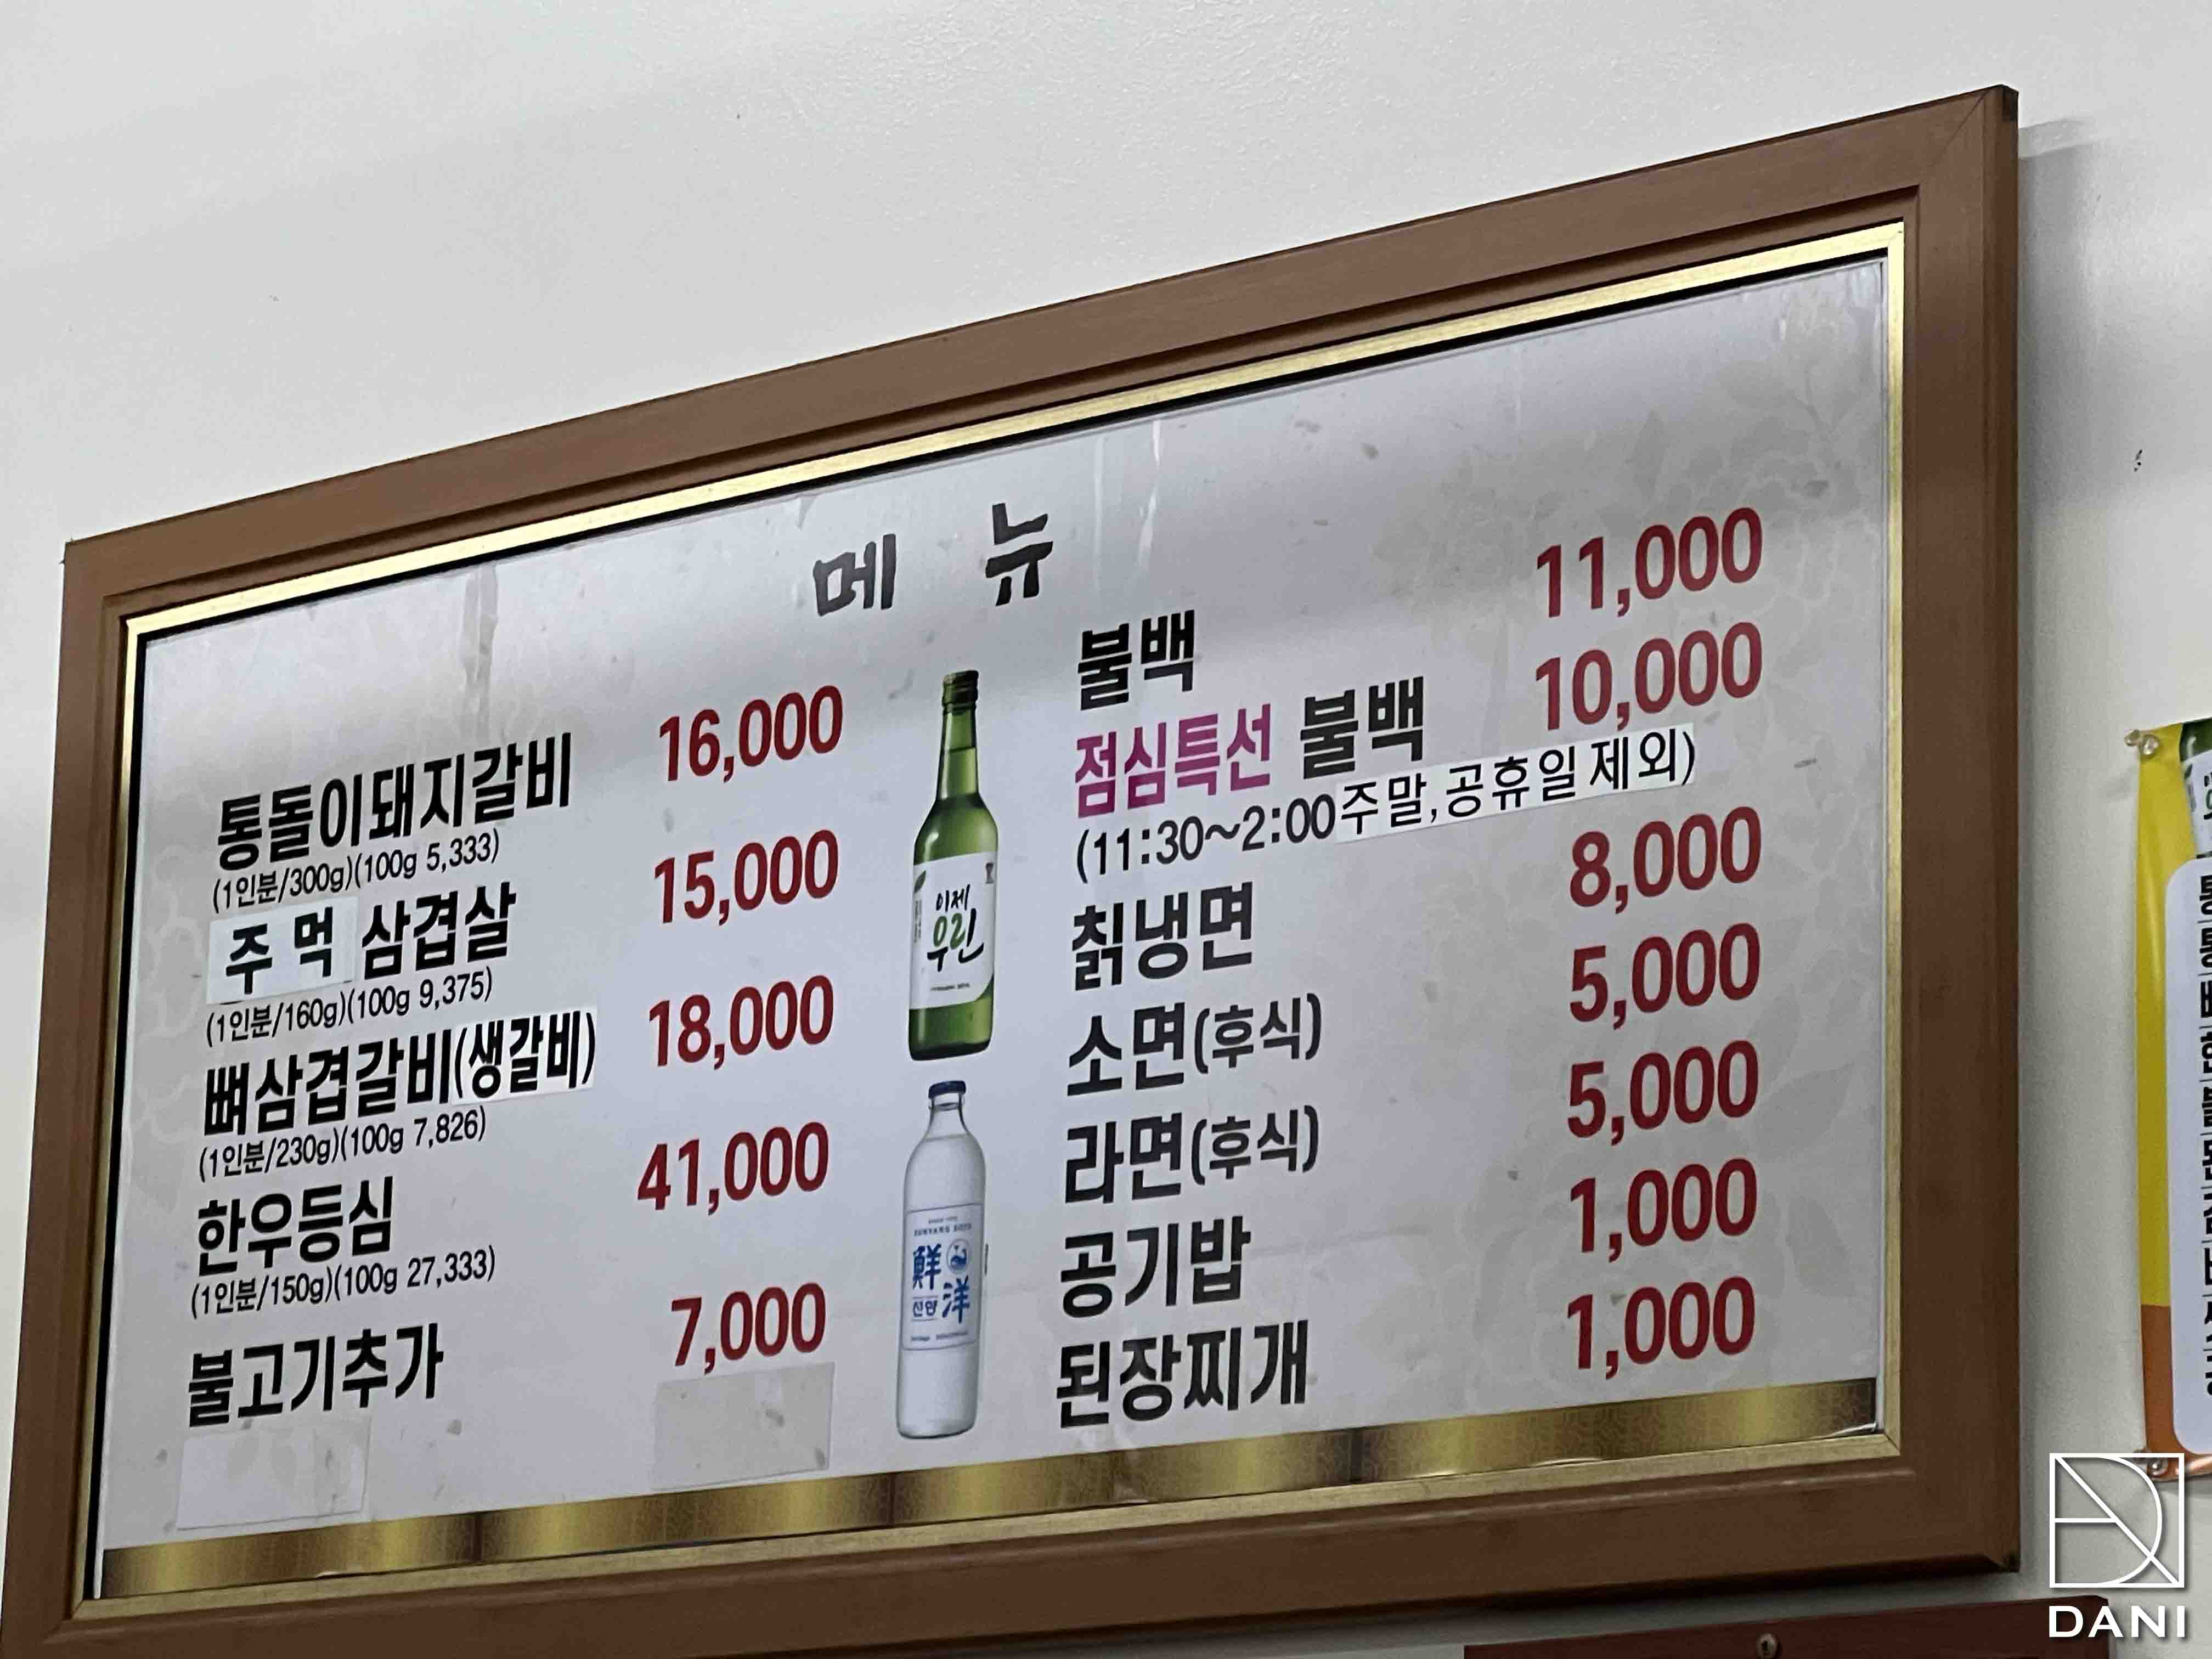 메 뉴
통돌이돼지갈비 16,000
(1인분/300g)(100g 5,333)
주 먹 삼겹살 15,000
(1인분/160g)(100g 9,375)
뼈삼겹갈비(생갈비) 18,000
(1인분/230g)(100g 7,826)
한우등심 41,000
(1인분/150g)(100g 27,333)
불고기추가 7,000
이제
우린
鮮
洋
선양
불백 11,000
점심특선 불백 10,000
(11:30~2:00주말,공휴일 제외)
칡냉면 8,000
소면(후식) 5,000
라면(후식) 5,000
공기밥 1,000
된장찌개 1,000
DANI